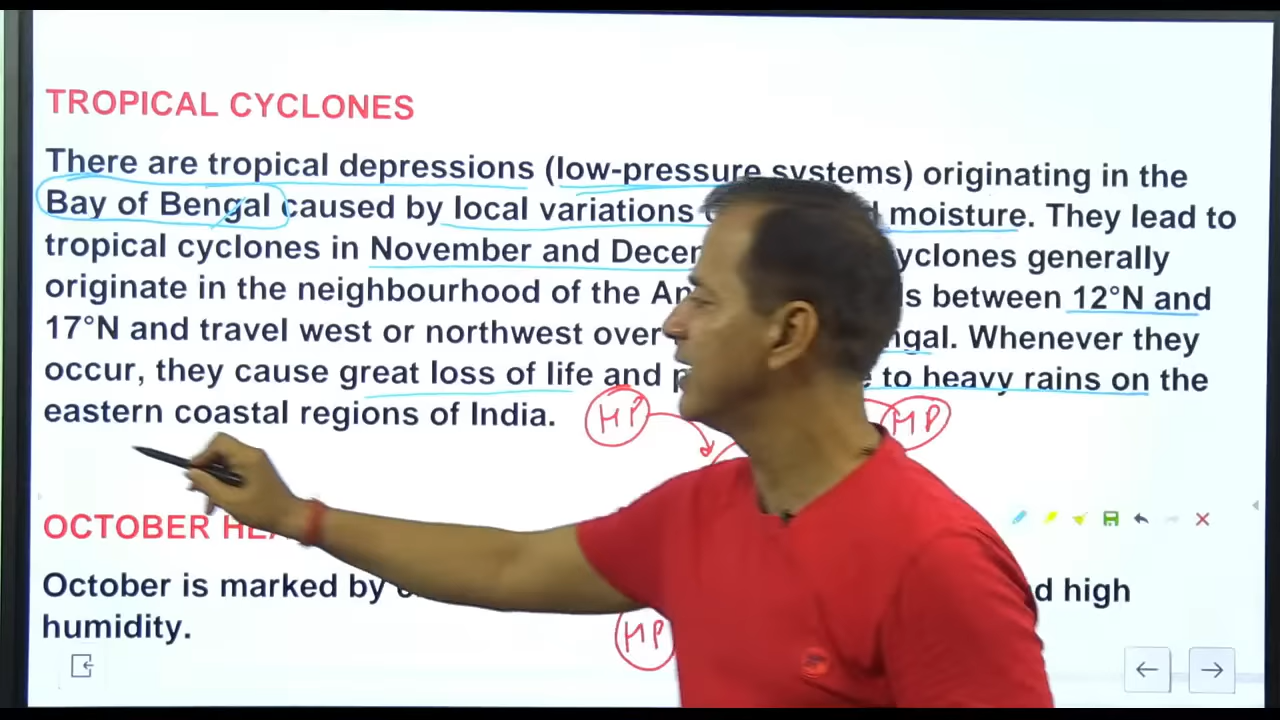 TROPICAL CYCLONES
There are tropical depressions (low-pressure systems) originating in the
Bay of Bengal caused by local variations moisture. They lead to
tropical cyclones in November and yclones generally
originate in the neighbourhood of the s between 12°N and
17°N and travel west or northwest over ngal. Whenever they
occur, they cause great loss of life and to heavy rains on the
eastern coastal regions of India.
HP
HP
OCTOBER
October is marked by d high
humidity.
HP